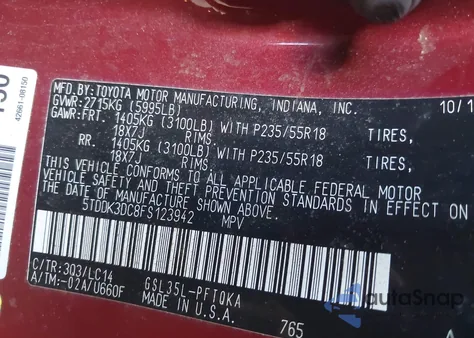 42661-08150
MFD.BY:TOYOTA MOTOR MANUFACTURING, INDIANA, INC. 10/1
GVWR:2715KG (5995LB)
GAWR:FRT. 1405KG (3100LB) WITH P235/55R18 TIRES,
18X7J RIMS
RR. 1405KG (3100LB) WITH P235/55R18 TIRES,
18X7J RIMS
THIS VEHICLE CONFORMS TO ALL APPLICABLE FEDERAL MOTOR
VEHICLE SAFETY AND THEFT PREVENTION STANDARDS IN EFFECT
ON THE DATE OF MANUFACTURE SHOWN ABOVE.
5TDDK3DC8FS123942 MPV
C/TR:3Q3/LC14 GSL35L-PFTQKA
A/TM:-02A/U660F MADE IN U.S.A. 765
AutoSnap